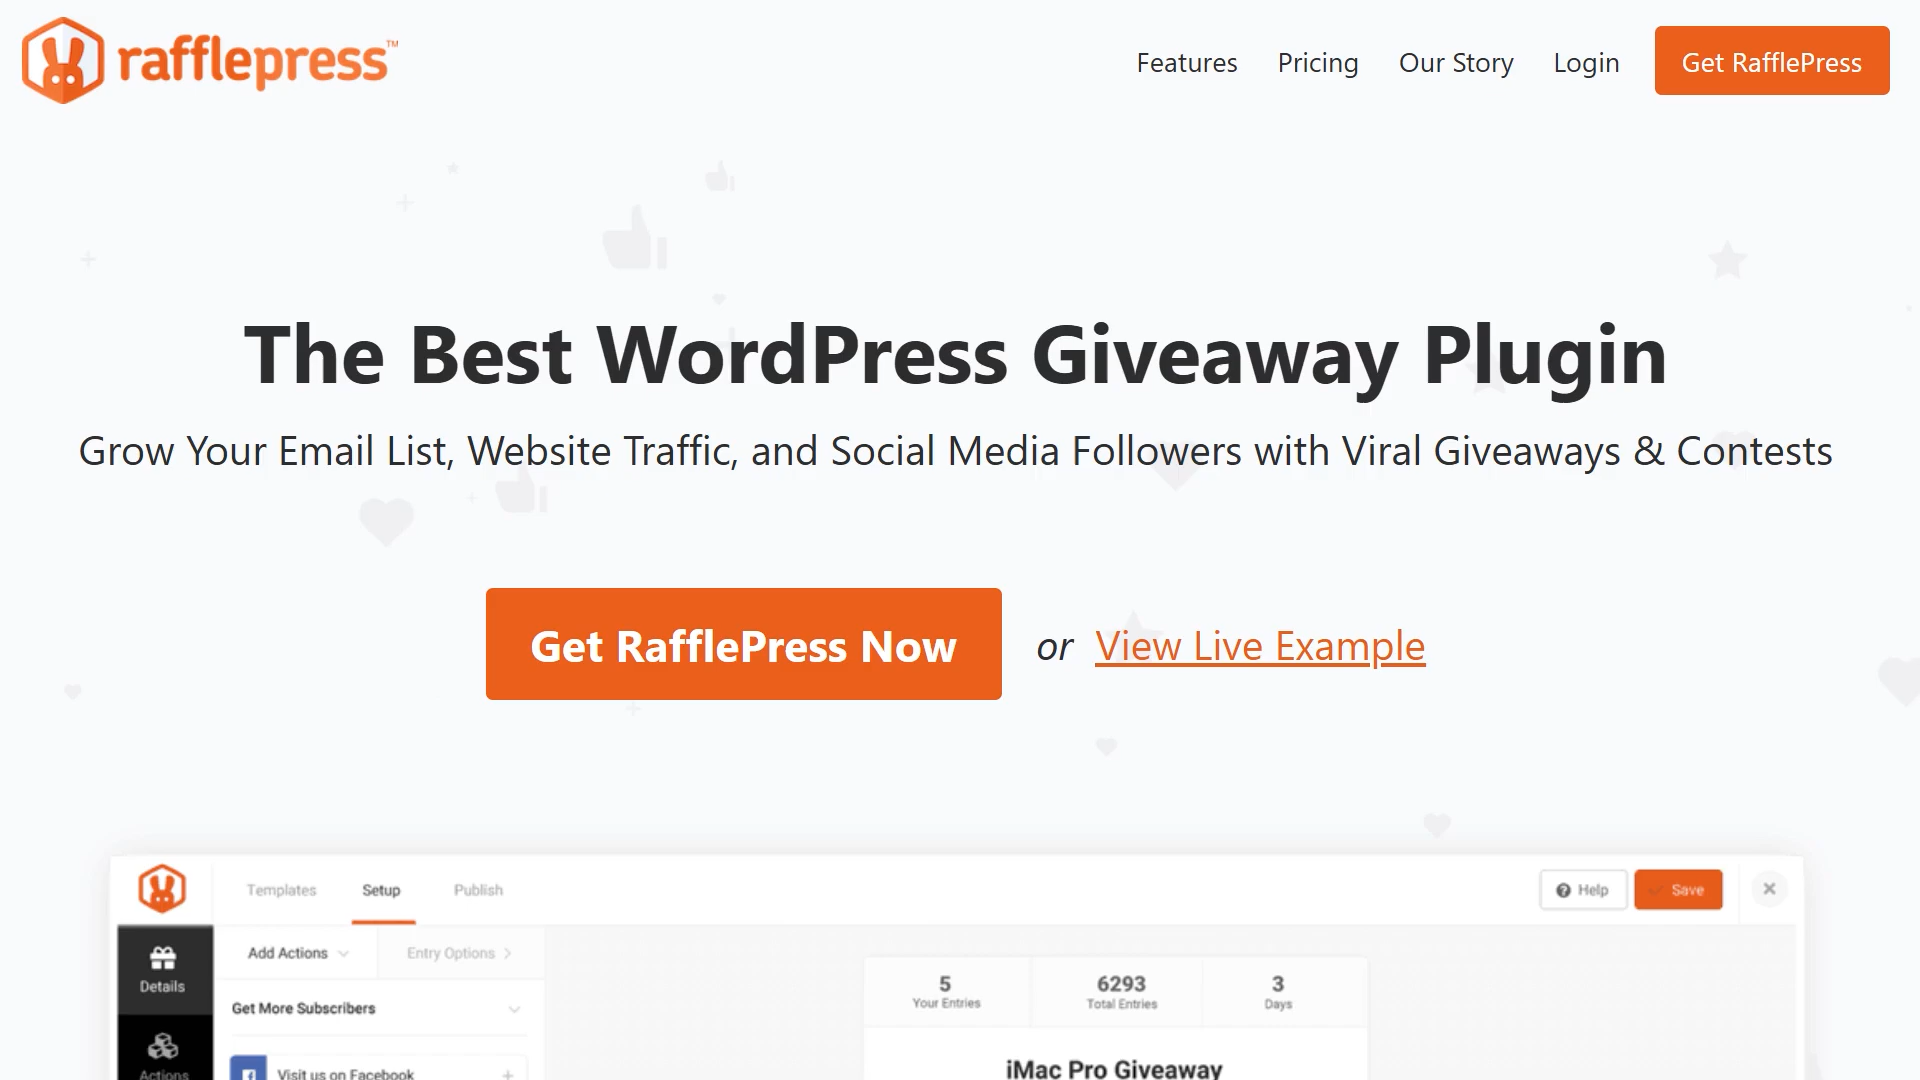 rafflepress™
Features Pricing Our Story Login Get RafflePress
The Best WordPress Giveaway Plugin
Grow Your Email List, Website Traffic, and Social Media Followers with Viral Giveaways & Contests
Get RafflePress Now or View Live Example
Templates Setup Publish Help Save
Add Actions Entry Options
Details
5 6293 3
Your Entries Total Entries Days
Get More Subscribers
Actions
Visit us on Facebook
iMac Pro Giveaway